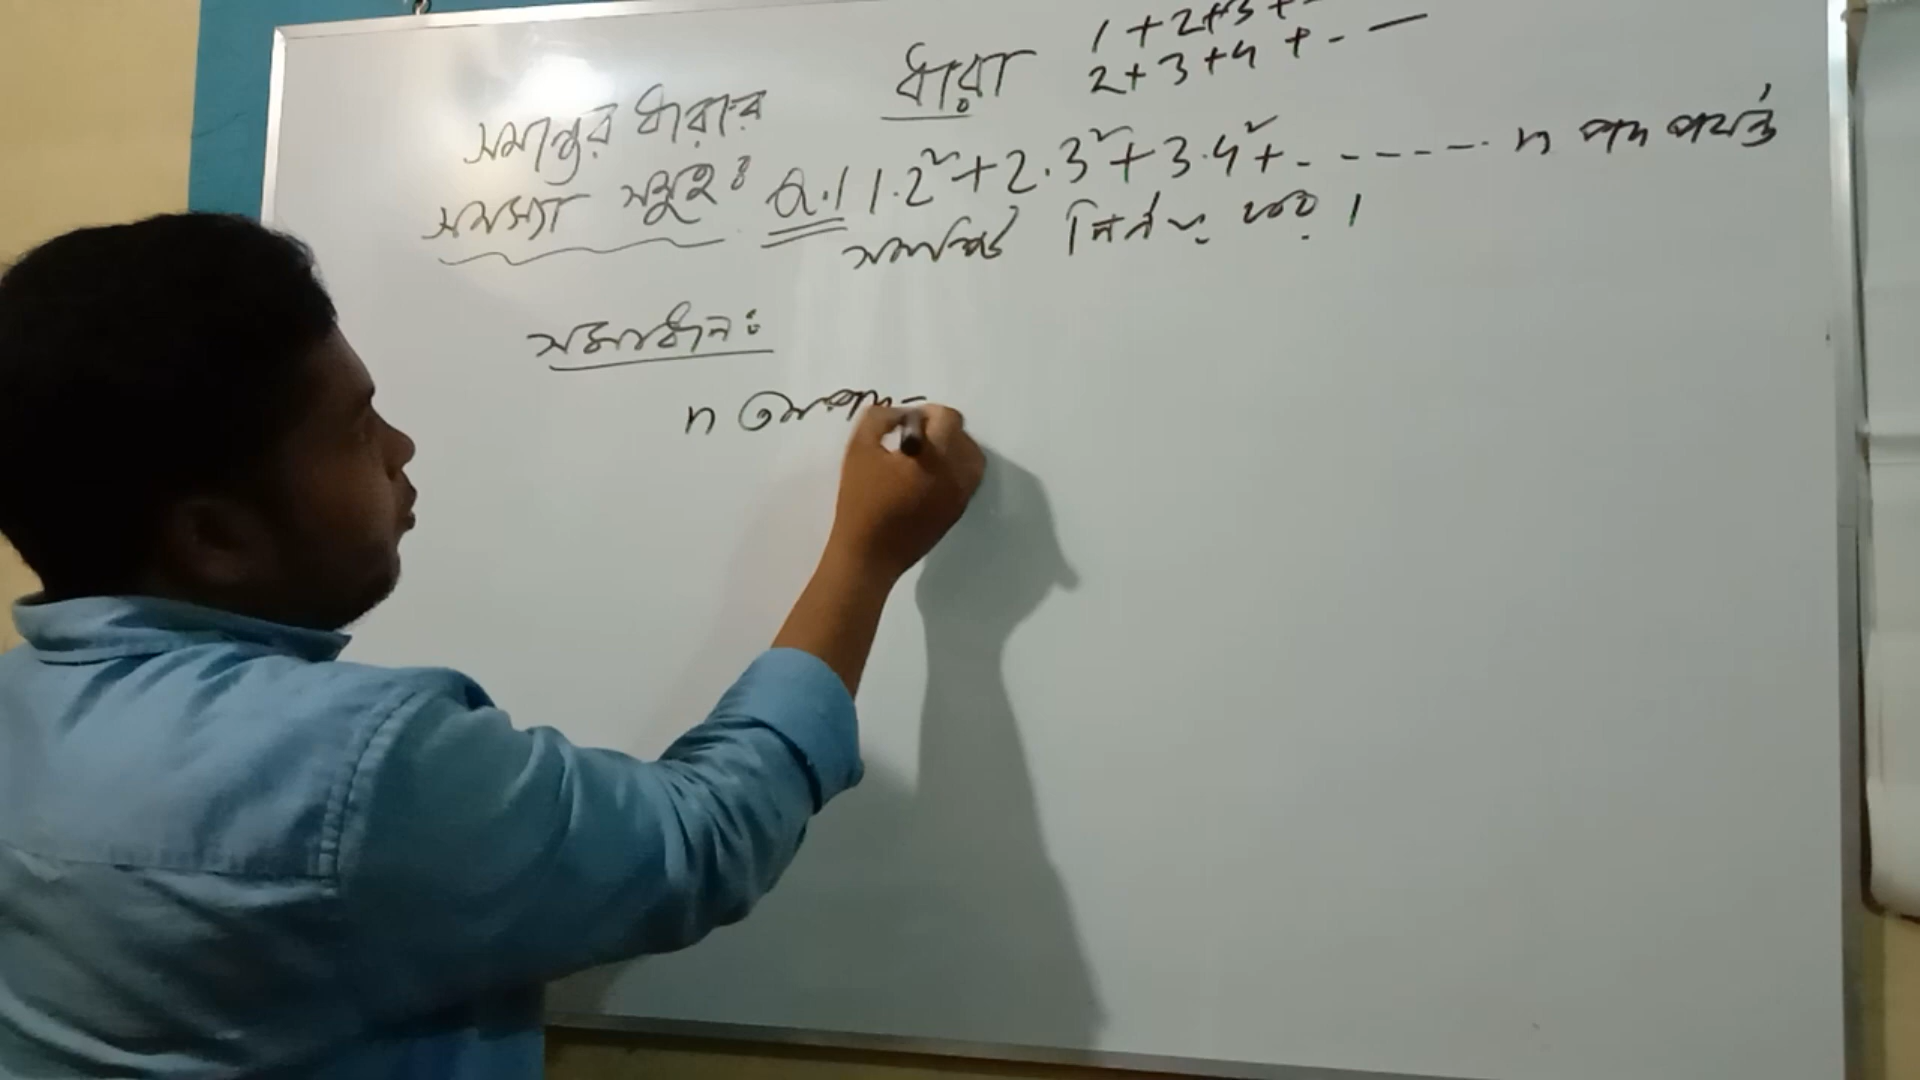 ধারা
1+2+3+-
2+3+4+-—
সমান্তর ধারার
সমস্যা সমুহঃ
Q.1 1.2²+2.3²+3.4²+.------. n পদ পর্যন্ত
সমষ্টি নির্ণয় কর।
সমাধানঃ
n তম পদ=